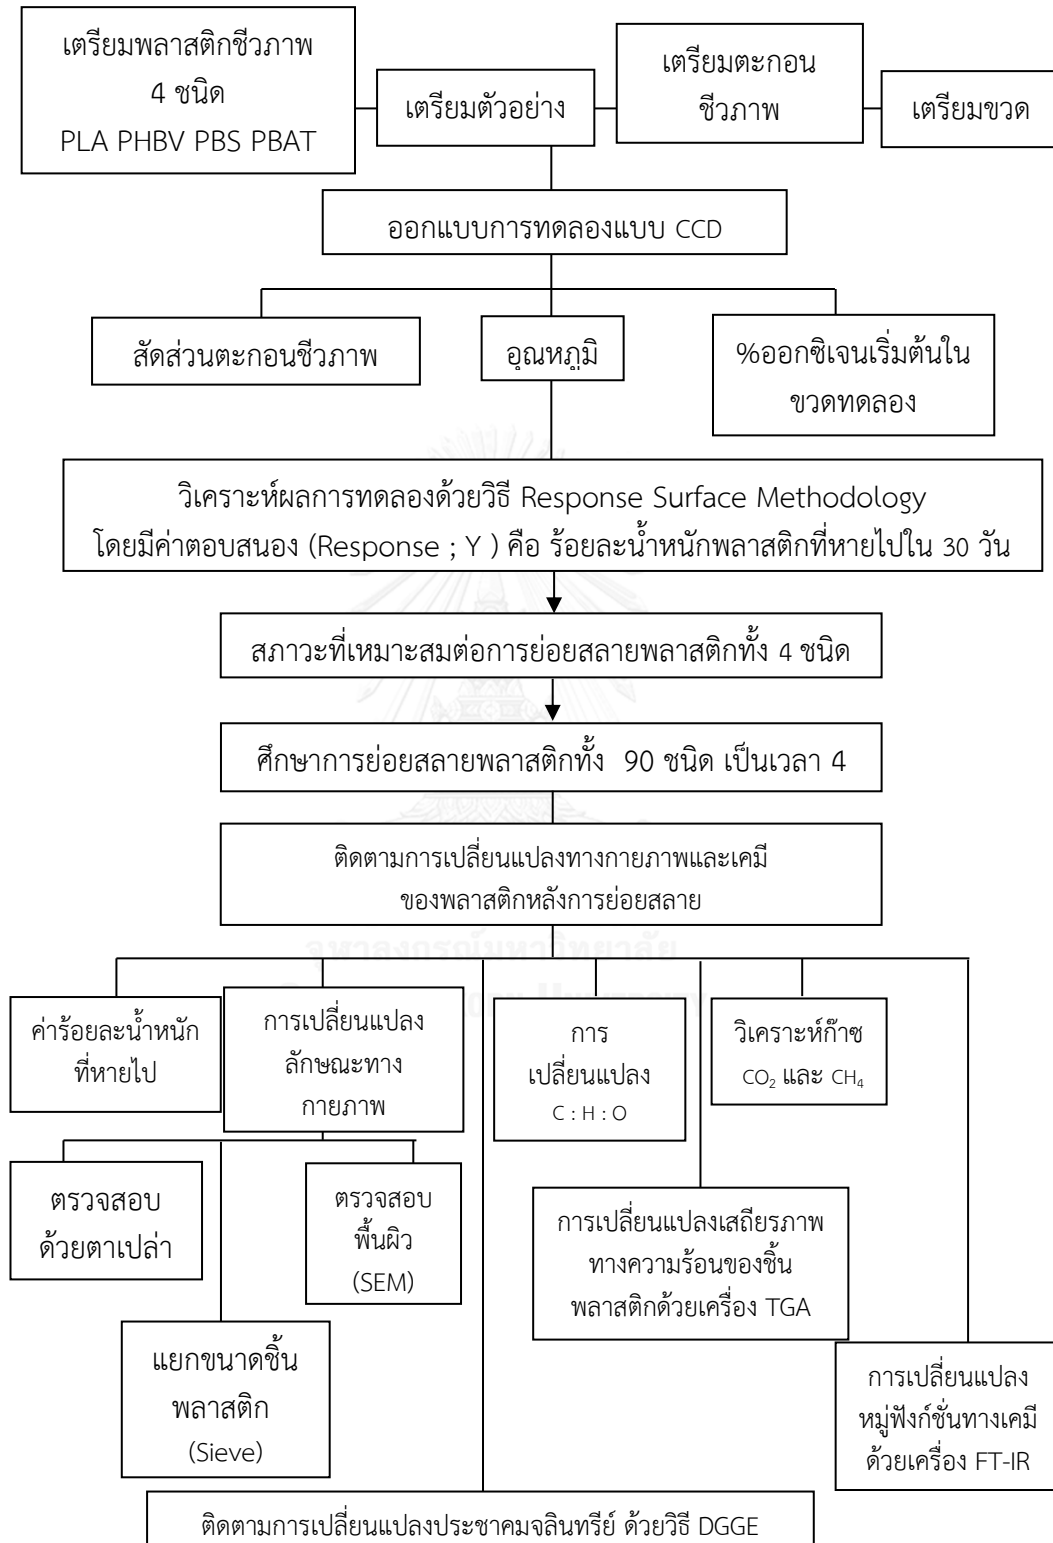 เตรียมพลาสติกชีวภาพ
4 ชนิด
PLA PHBV PBS PBAT
เตรียมตัวอย่าง
เตรียมตะกอน
ชีวภาพ
เตรียมขวด
ออกแบบการทดลองแบบ CCD
สัดส่วนตะกอนชีวภาพ
อุณหภูมิ
%ออกซิเจนเริ่มต้นใน
ขวดทดลอง
วิเคราะห์ผลการทดลองด้วยวิธี Response Surface Methodology
โดยมีค่าตอบสนอง (Response ; Y ) คือ ร้อยละน้ำหนักพลาสติกที่หายไปใน 30 วัน
สภาวะที่เหมาะสมต่อการย่อยสลายพลาสติกทั้ง 4 ชนิด
ศึกษาการย่อยสลายพลาสติกทั้ง 90 ชนิด เป็นเวลา 4
ติดตามการเปลี่ยนแปลงทางกายภาพและเคมี
ของพลาสติกหลังการย่อยสลาย
จุฬาลงกรณ์มหาวิทยาลัย
ค่าร้อยละน้ำหนัก
ที่หายไป
การเปลี่ยนแปลง
ลักษณะทาง
กายภาพ
การ
เปลี่ยนแปลง
C : H : O
วิเคราะห์ก๊าซ
CO₂ และ CH₄
ตรวจสอบ
ด้วยตาเปล่า
ตรวจสอบ
พื้นผิว
(SEM)
การเปลี่ยนแปลงเสถียรภาพ
ทางความร้อนของชิ้น
พลาสติกด้วยเครื่อง TGA
แยกขนาดชิ้น
พลาสติก
(Sieve)
การเปลี่ยนแปลง
หมู่ฟังก์ชั่นทางเคมี
ด้วยเครื่อง FT-IR
ติดตามการเปลี่ยนแปลงประชาคมจุลินทรีย์ ด้วยวิธี DGGE